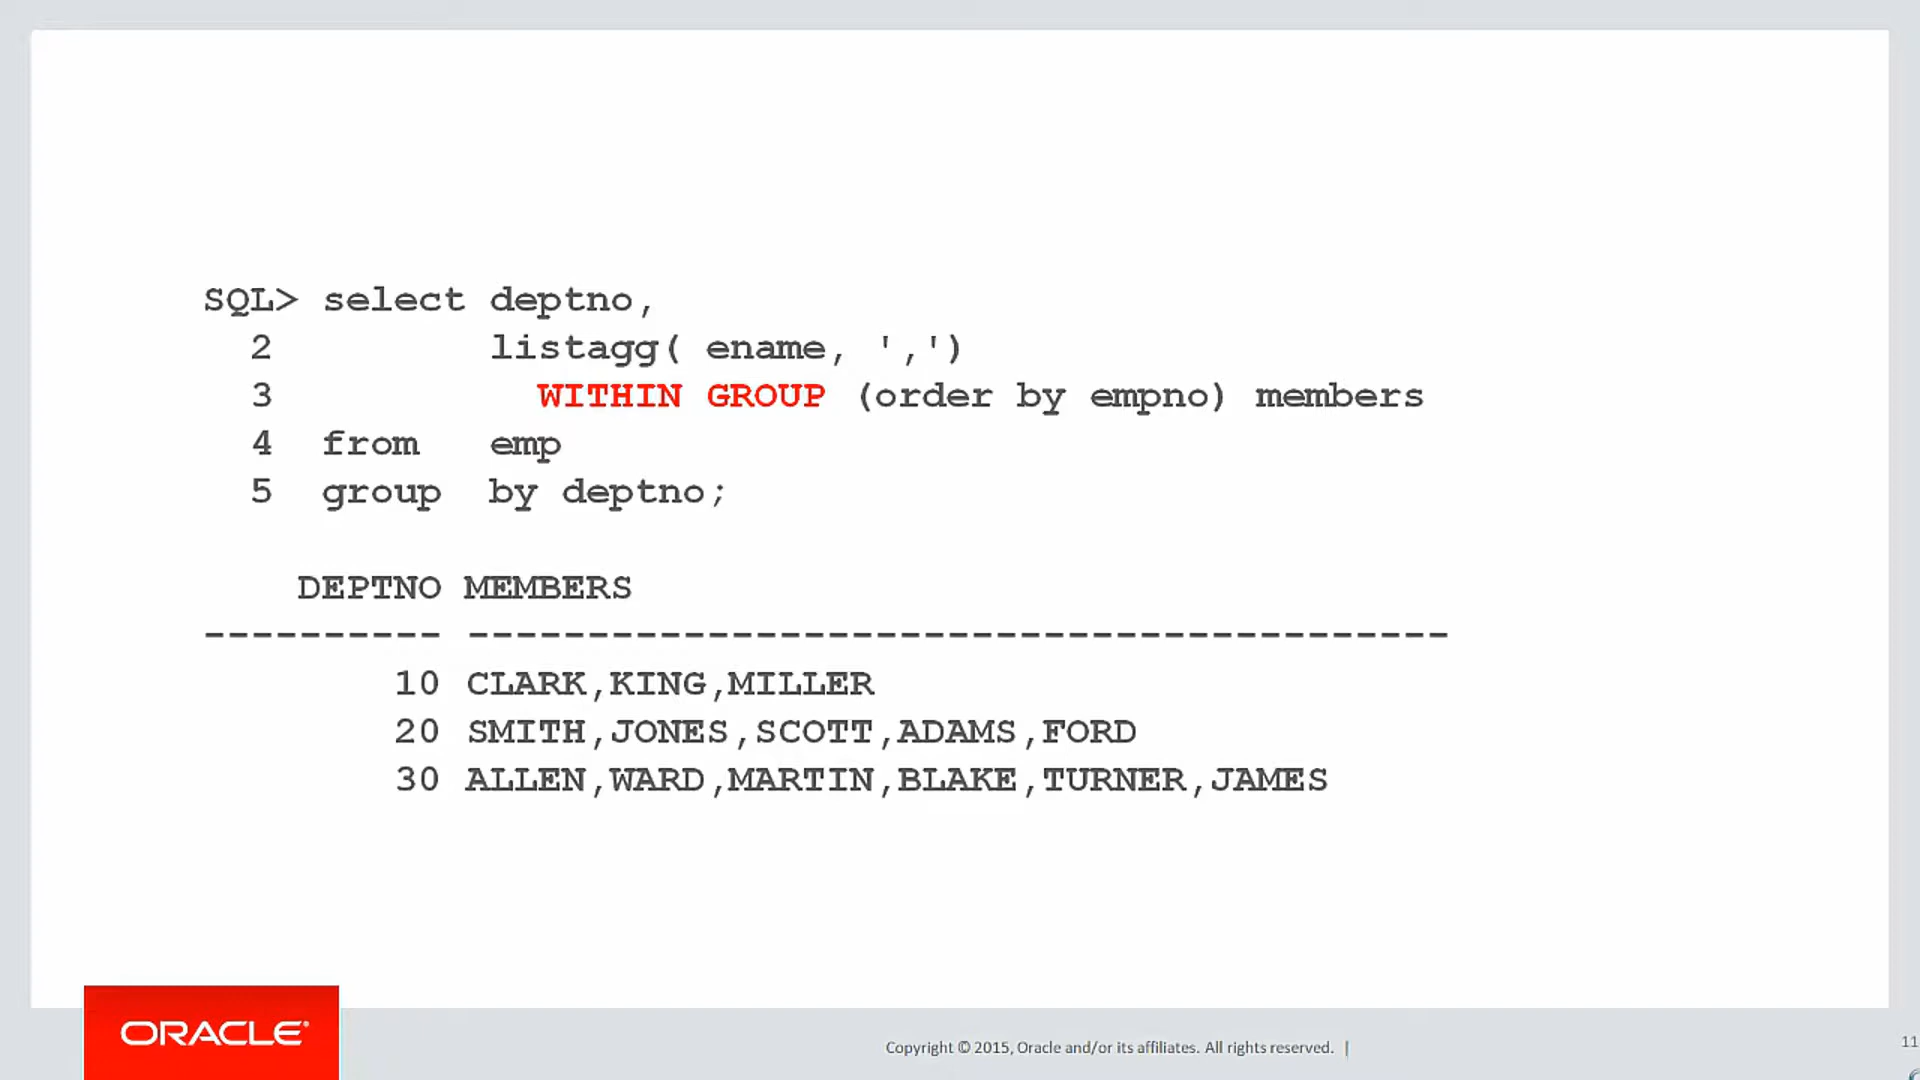 SQL> select deptno,
2 listagg( ename, ',')
3 WITHIN GROUP (order by empno) members
4 from emp
5 group by deptno;
DEPTNO MEMBERS
---------- -----------------------------------------
10 CLARK,KING,MILLER
20 SMITH,JONES,SCOTT,ADAMS,FORD
30 ALLEN,WARD,MARTIN,BLAKE,TURNER,JAMES
ORACLE®
Copyright © 2015, Oracle and/or its affiliates. All rights reserved. |
11